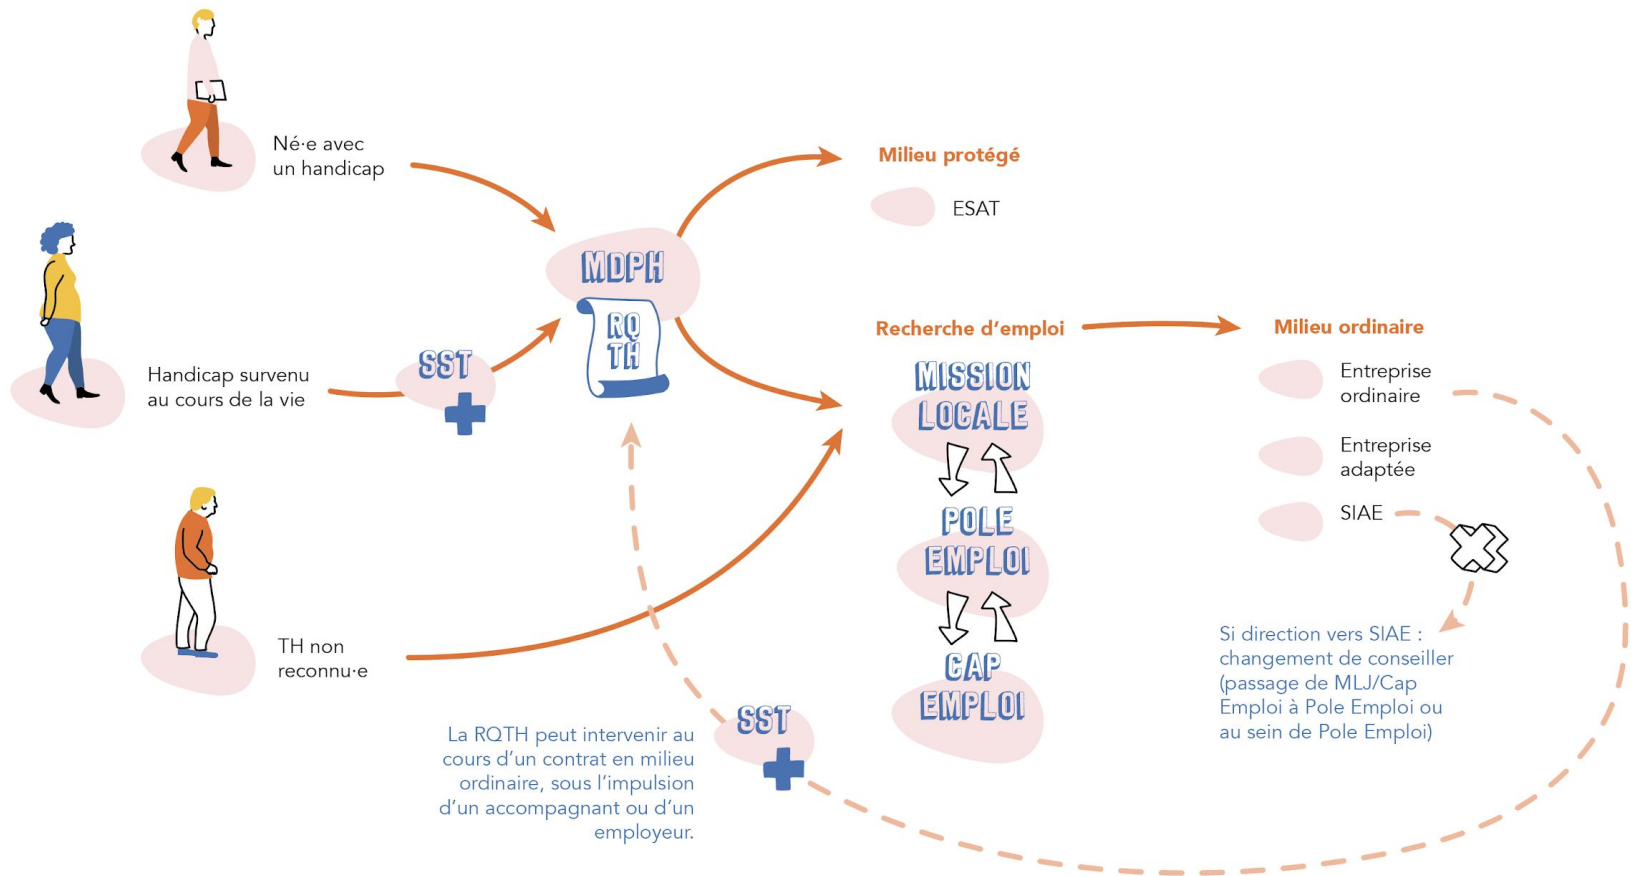 Né·e avec
un handicap
Handicap survenu
au cours de la vie
SST
TH non
reconnu·e
MDPH
RQ
TH
Milieu protégé
ESAT
Recherche d'emploi
MISSION
LOCALE
POLE
EMPLOI
CAP
EMPLOI
Milieu ordinaire
Entreprise
ordinaire
Entreprise
adaptée
SIAE
Si direction vers SIAE :
changement de conseiller
(passage de MLJ/Cap
Emploi à Pole Emploi ou
au sein de Pole Emploi)
SST
La RQTH peut intervenir au
cours d'un contrat en milieu
ordinaire, sous l'impulsion
d'un accompagnant ou d'un
employeur.